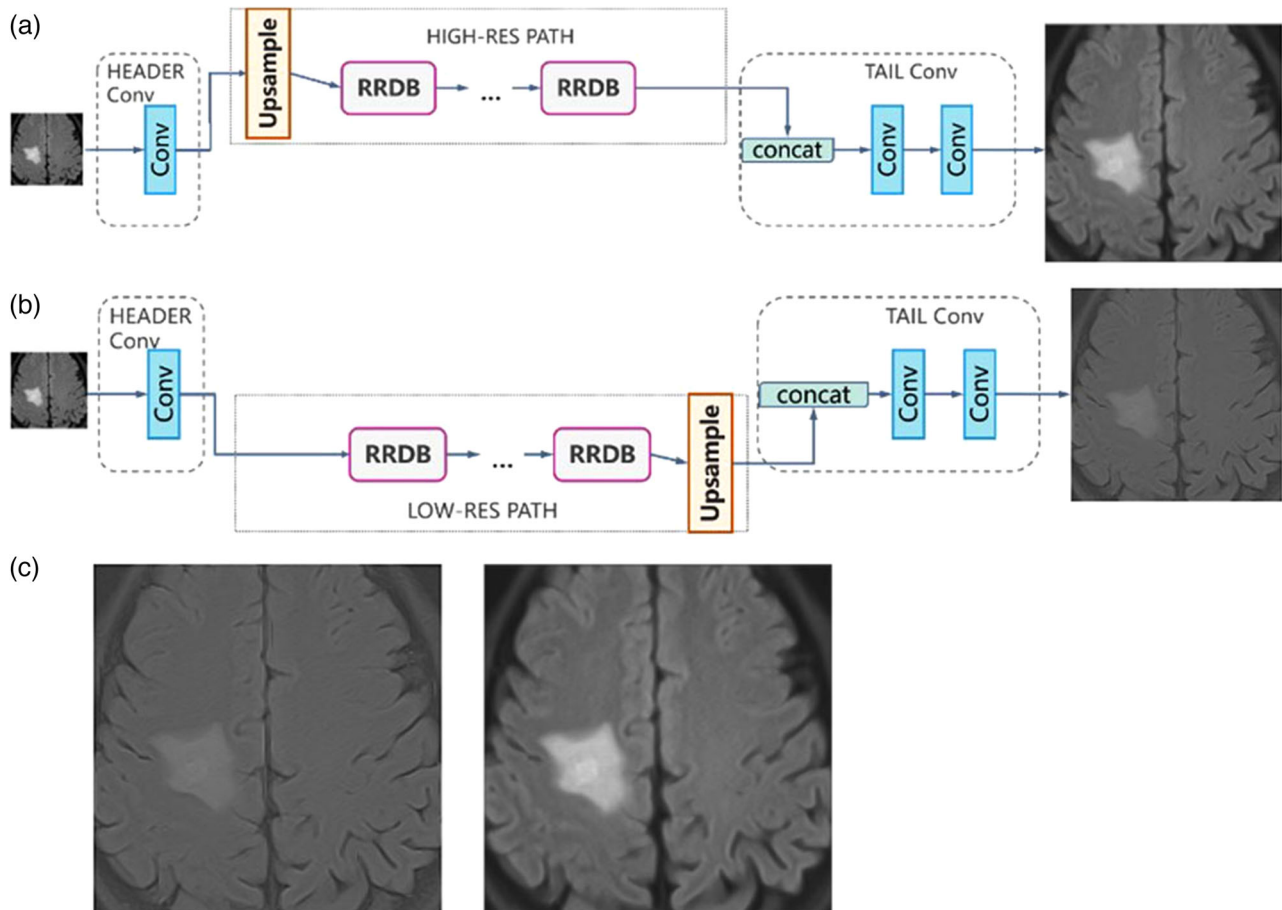 (a)
HEADER
Conv
Conv
Upsample
HIGH-RES PATH
RRDB
...
RRDB
TAIL Conv
concat
Conv
Conv
(b)
HEADER
Conv
Conv
RRDB
...
RRDB
LOW-RES PATH
Upsample
TAIL Conv
concat
Conv
Conv
(c)